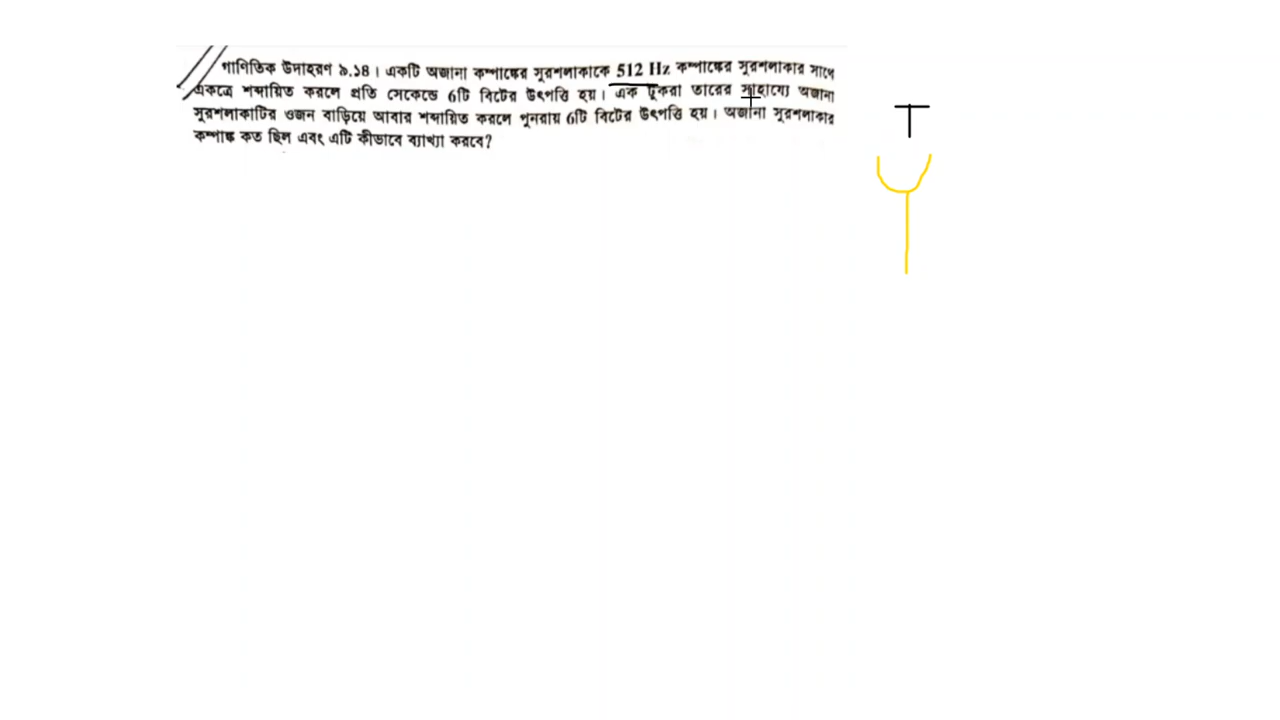 গাণিতিক উদাহরণ ৯.১৪। একটি অজানা কম্পাঙ্কের সুরশলাকাকে 512 Hz কম্পাঙ্কের সুরশলাকার সাথে
একত্রে শব্দায়িত করলে প্রতি সেকেন্ডে 6টি বিটের উৎপত্তি হয়। এক টুকরা তারের সাহায্যে অজানা
সুরশলাকাটির ওজন বাড়িয়ে আবার শব্দায়িত করলে পুনরায় 6টি বিটের উৎপত্তি হয়। অজানা সুরশলাকার
কম্পাঙ্ক কত ছিল এবং এটি কীভাবে ব্যাখ্যা করবে?
T